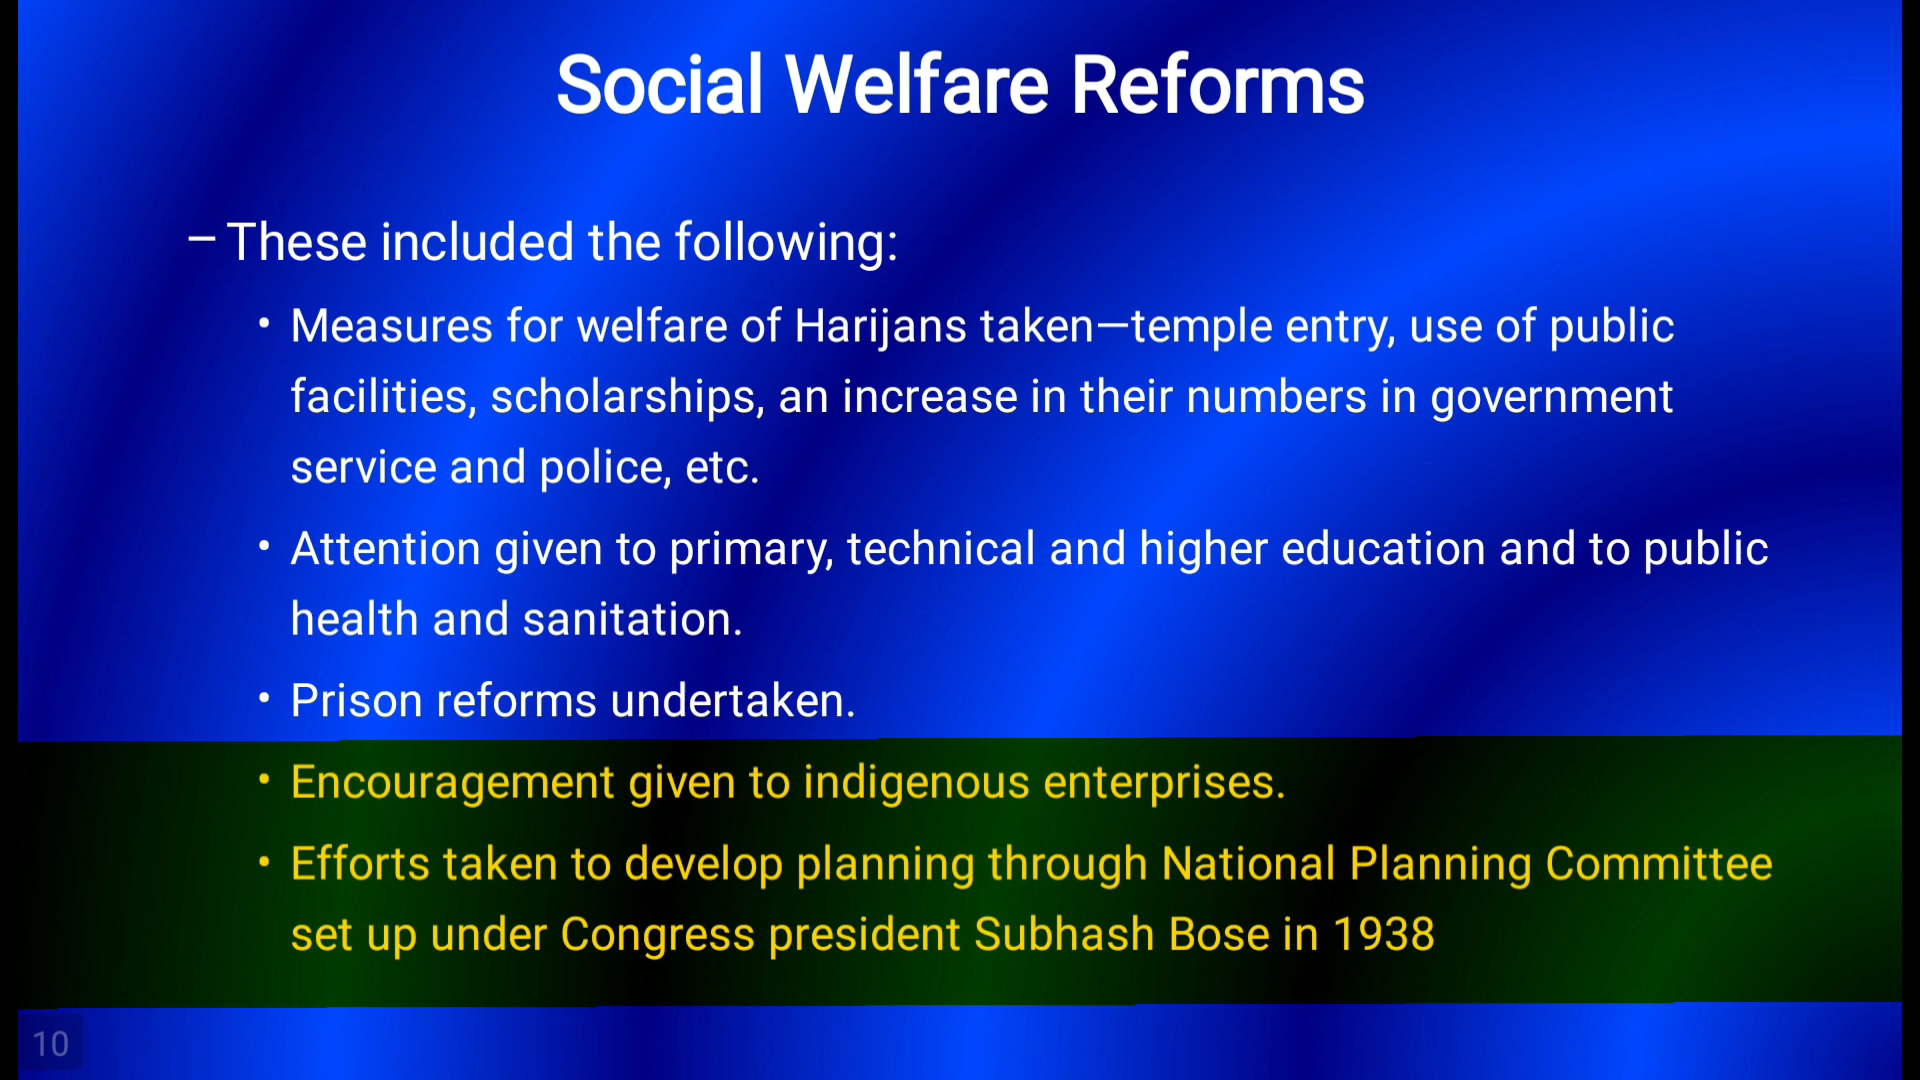 Social Welfare Reforms
– These included the following:
• Measures for welfare of Harijans taken—temple entry, use of public
facilities, scholarships, an increase in their numbers in government
service and police, etc.
• Attention given to primary, technical and higher education and to public
health and sanitation.
• Prison reforms undertaken.
• Encouragement given to indigenous enterprises.
• Efforts taken to develop planning through National Planning Committee
set up under Congress president Subhash Bose in 1938
10